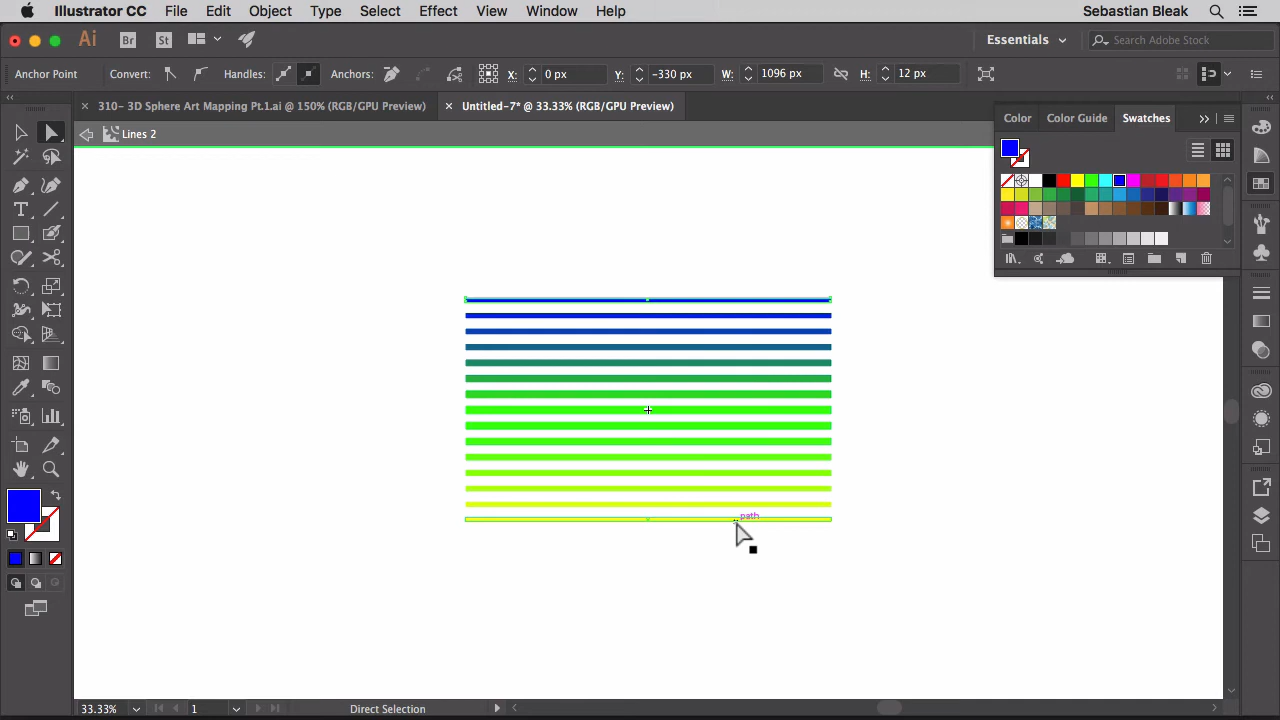 Illustrator CC File Edit Object Type Select Effect View Window Help Sebastian Bleak
Ai Br St Essentials Search Adobe Stock
Anchor Point Convert: Handles: Anchors: X: 0 px Y: -330 px W: 1096 px H: 12 px
310- 3D Sphere Art Mapping Pt.1.ai @ 150% (RGB/GPU Preview) Untitled-7* @ 33.33% (RGB/GPU Preview)
Color Color Guide Swatches
Lines 2
path
33.33% 1 Direct Selection